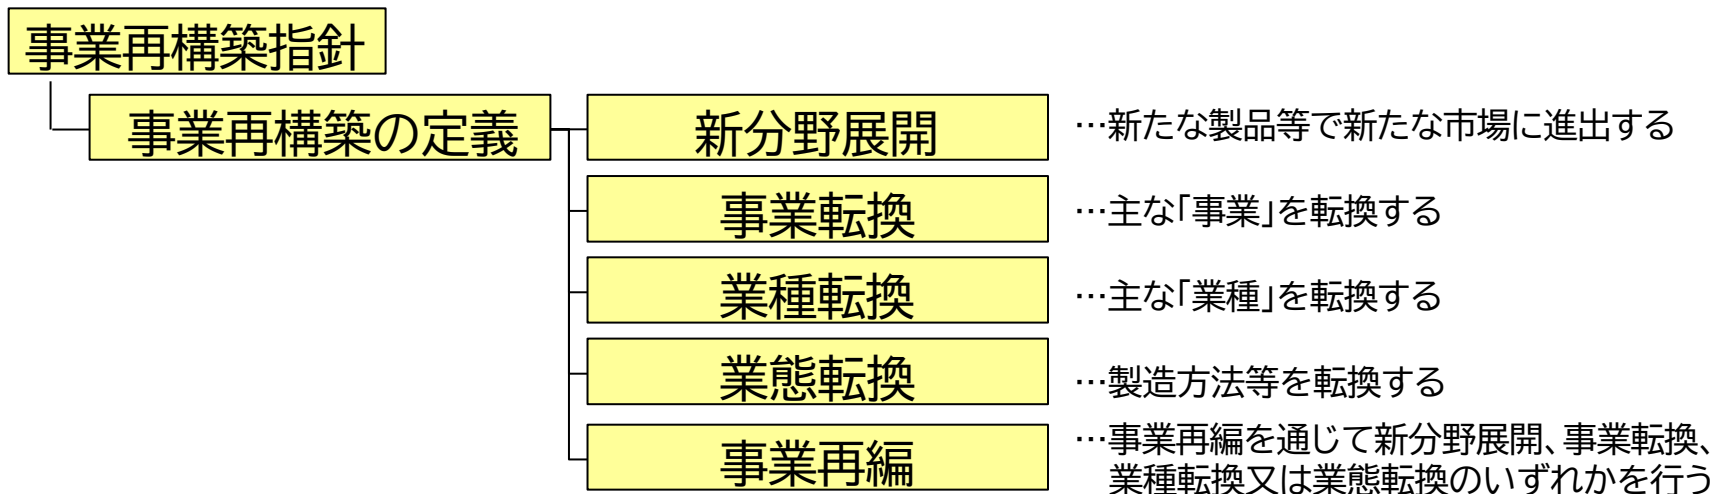 事業再構築指針
事業再構築の定義
新分野展開
…新たな製品等で新たな市場に進出する
事業転換
…主な「事業」を転換する
業種転換
…主な「業種」を転換する
業態転換
…製造方法等を転換する
事業再編
…事業再編を通じて新分野展開、事業転換、
業種転換又は業態転換のいずれかを行う